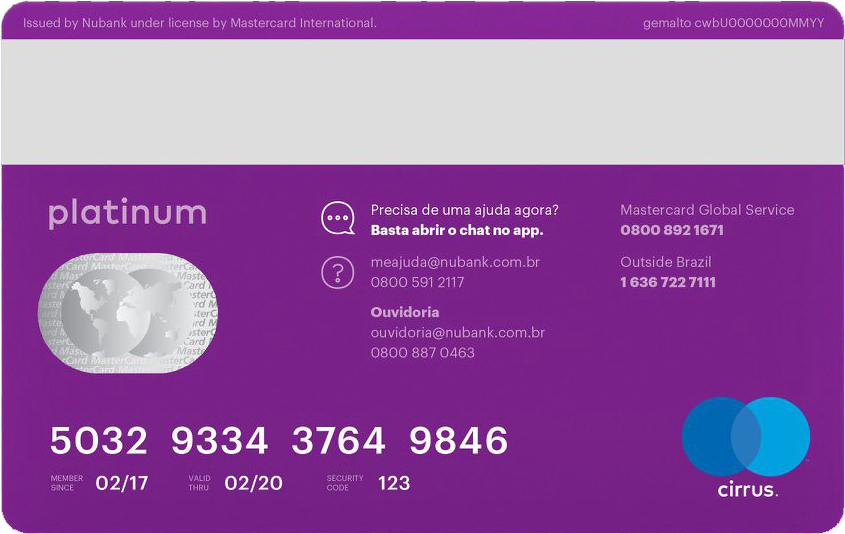 Issued by Nubank under license by Mastercard International.
gemalto cwbU0000000MMYY
platinum
Precisa de uma ajuda agora?
Basta abrir o chat no app.
meajuda@nubank.com.br
0800 591 2117
Ouvidoria
ouvidoria@nubank.com.br
0800 887 0463
Mastercard Global Service
0800 892 1671
Outside Brazil
1 636 722 7111
5032 9334 3764 9846
MEMBER SINCE 02/17
VALID THRU 02/20
SECURITY CODE 123
cirrus.